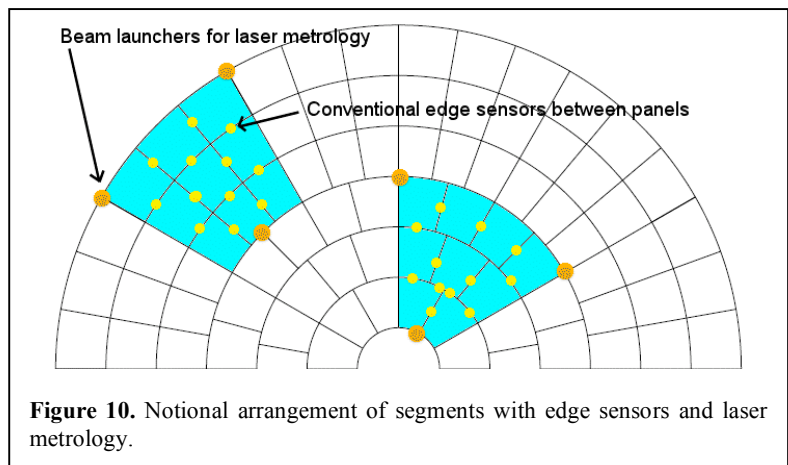 Beam launchers for laser metrology
Conventional edge sensors between panels
Figure 10. Notional arrangement of segments with edge sensors and laser
metrology.